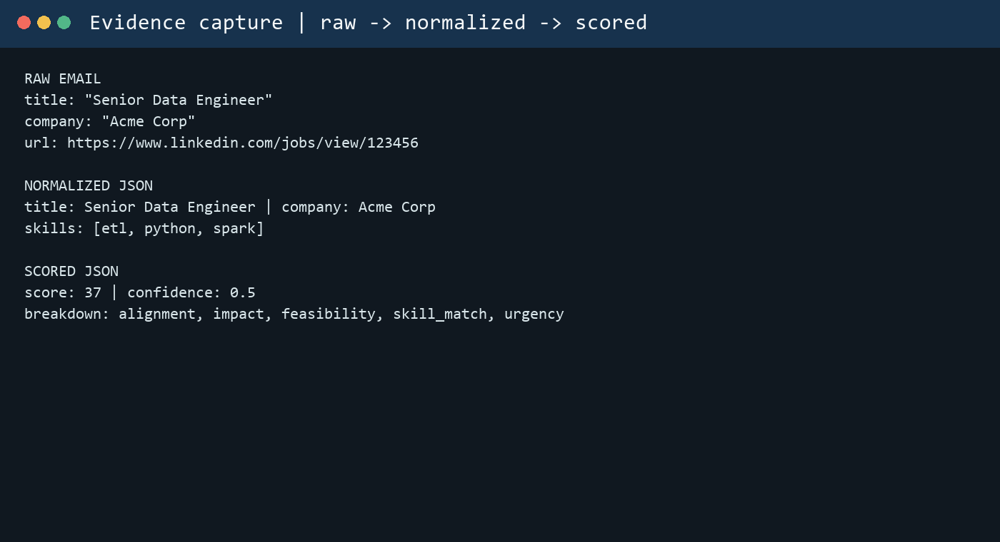 Evidence capture | raw -> normalized -> scored
RAW EMAIL
title: "Senior Data Engineer"
company: "Acme Corp"
url: https://www.linkedin.com/jobs/view/123456
NORMALIZED JSON
title: Senior Data Engineer | company: Acme Corp
skills: [etl, python, spark]
SCORED JSON
score: 37 | confidence: 0.5
breakdown: alignment, impact, feasibility, skill_match, urgency